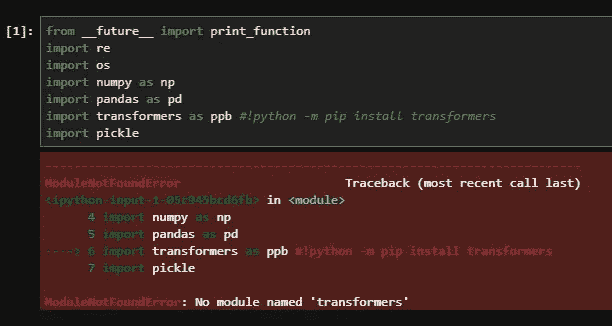 [1]: from __future__ import print_function
import re
import os
import numpy as np
import pandas as pd
import transformers as ppb #!python -m pip install transformers
import pickle
---------------------------------------------------------------------------
ModuleNotFoundError Traceback (most recent call last)
<ipython-input-1-05c945bcd6fb> in <module>
4 import numpy as np
5 import pandas as pd
----> 6 import transformers as ppb #!python -m pip install transformers
7 import pickle
ModuleNotFoundError: No module named 'transformers'